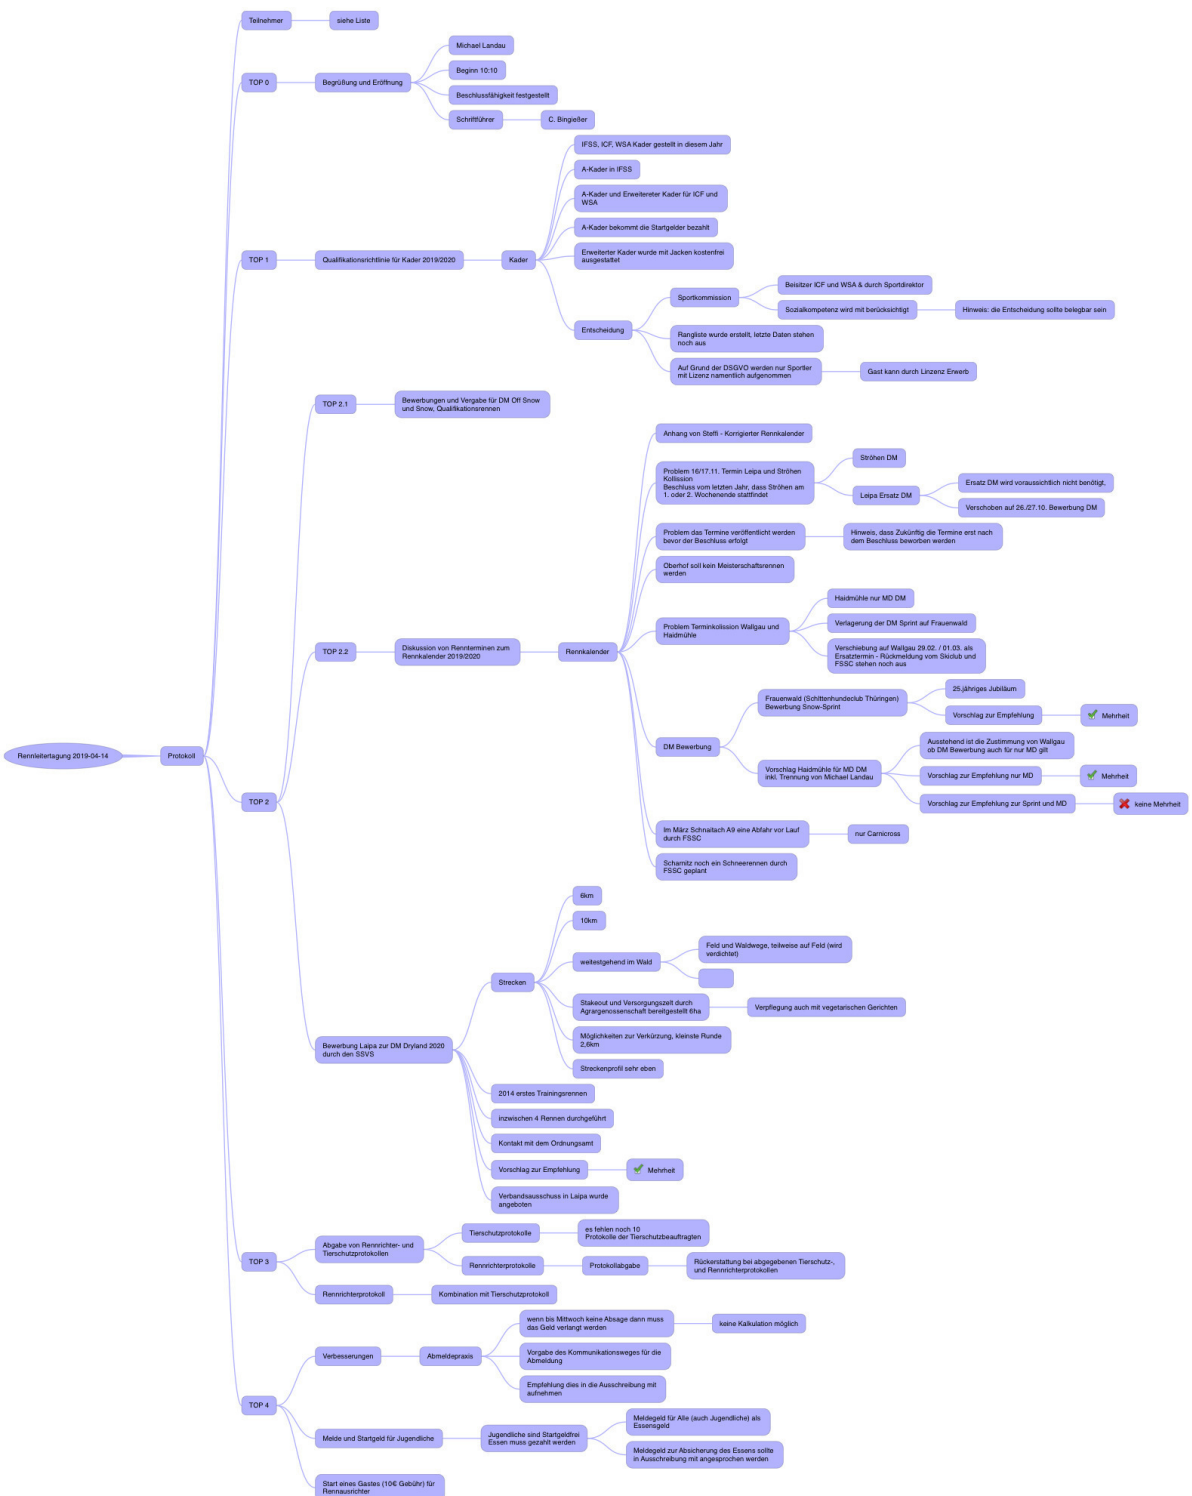 Teilnehmer
siehe Liste
TOP 0
Begrüßung und Eröffnung
Michael Landau
Beginn 10:10
Beschlussfähigkeit festgestellt
Schriftführer
C. Bingießer
TOP 1
Qualifikationsrichtlinie für Kader 2019/2020
Kader
IFSS, ICF, WSA Kader gestellt in diesem Jahr
A-Kader in IFSS
A-Kader und Erweitereter Kader für ICF und
WSA
A-Kader bekommt die Startgelder bezahlt
Erweiterter Kader wurde mit Jacken kostenfrei
ausgestattet
Entscheidung
Sportkommission
Beisitzer ICF und WSA & durch Sportdirektor
Sozialkompetenz wird mit berücksichtigt
Hinweis: die Entscheidung sollte belegbar sein
Rangliste wurde erstellt, letzte Daten stehen
noch aus
Auf Grund der DSGVO werden nur Sportler
mit Lizenz namentlich aufgenommen
Gast kann durch Linzenz Erwerb
Rennleitertagung 2019-04-14
Protokoll
TOP 2
TOP 2.1
Bewerbungen und Vergabe für DM Off Snow
und Snow, Qualifikationsrennen
TOP 2.2
Diskussion von Rennterminen zum
Rennkalender 2019/2020
Rennkalender
Anhang von Steffi - Korrigierter Rennkalender
Problem 16/17.11. Termin Leipa und Ströhen
Kollission
Beschluss vom letzten Jahr, dass Ströhen am
1. oder 2. Wochenende stattfindet
Ströhen DM
Leipa Ersatz DM
Ersatz DM wird voraussichtlich nicht benötigt,
Verschoben auf 26./27.10. Bewerbung DM
Problem das Termine veröffentlicht werden
bevor der Beschluss erfolgt
Hinweis, dass Zukünftig die Termine erst nach
dem Beschluss beworben werden
Oberhof soll kein Meisterschaftsrennen
werden
Problem Terminkolission Wallgau und
Haidmühle
Haidmühle nur MD DM
Verlagerung der DM Sprint auf Frauenwald
Verschiebung auf Wallgau 29.02. / 01.03. als
Ersatztermin - Rückmeldung vom Skiclub und
FSSC stehen noch aus
DM Bewerbung
Frauenwald (Schittenhundeclub Thüringen)
Bewerbung Snow-Sprint
25.jähriges Jubiläum
Vorschlag zur Empfehlung
Mehrheit
Vorschlag Haidmühle für MD DM
inkl. Trennung von Michael Landau
Ausstehend ist die Zustimmung von Wallgau
ob DM Bewerbung auch für nur MD gilt
Vorschlag zur Empfehlung nur MD
Mehrheit
Vorschlag zur Empfehlung zur Sprint und MD
keine Mehrheit
Im März Schnaitach A9 eine Abfahr vor Lauf
durch FSSC
nur Carnicross
Scharnitz noch ein Schneerennen durch
FSSC geplant
Bewerbung Laipa zur DM Dryland 2020
durch den SSVS
Strecken
6km
10km
weitestgehend im Wald
Feld und Waldwege, teilweise auf Feld (wird
verdichtet)
Stakeout und Versorgungszelt durch
Agrargenossenschaft bereitgestellt 6ha
Verpflegung auch mit vegetarischen Gerichten
Möglichkeiten zur Verkürzung, kleinste Runde
2,6km
Streckenprofil sehr eben
2014 erstes Trainingsrennen
inzwischen 4 Rennen durchgeführt
Kontakt mit dem Ordnungsamt
Vorschlag zur Empfehlung
Mehrheit
Verbandsausschuss in Laipa wurde
angeboten
TOP 3
Abgabe von Rennrichter- und
Tierschutzprotokollen
Tierschutzprotokolle
es fehlen noch 10
Protokolle der Tierschutzbeauftragten
Rennrichterprotokolle
Protokollabgabe
Rückerstattung bei abgegebenen Tierschutz-,
und Rennrichterprotokollen
Rennrichterprotokoll
Kombination mit Tierschutzprotokoll
TOP 4
Verbesserungen
Abmeldepraxis
wenn bis Mittwoch keine Absage dann muss
das Geld verlangt werden
keine Kalkulation möglich
Vorgabe des Kommunikationsweges für die
Abmeldung
Empfehlung dies in die Ausschreibung mit
aufnehmen
Melde und Startgeld für Jugendliche
Jugendliche sind Startgeldfrei
Essen muss gezahlt werden
Meldegeld für Alle (auch Jugendliche) als
Essensgeld
Meldegeld zur Absicherung des Essens sollte
in Ausschreibung mit angesprochen werden
Start eines Gastes (10€ Gebühr) für
Rennausrichter